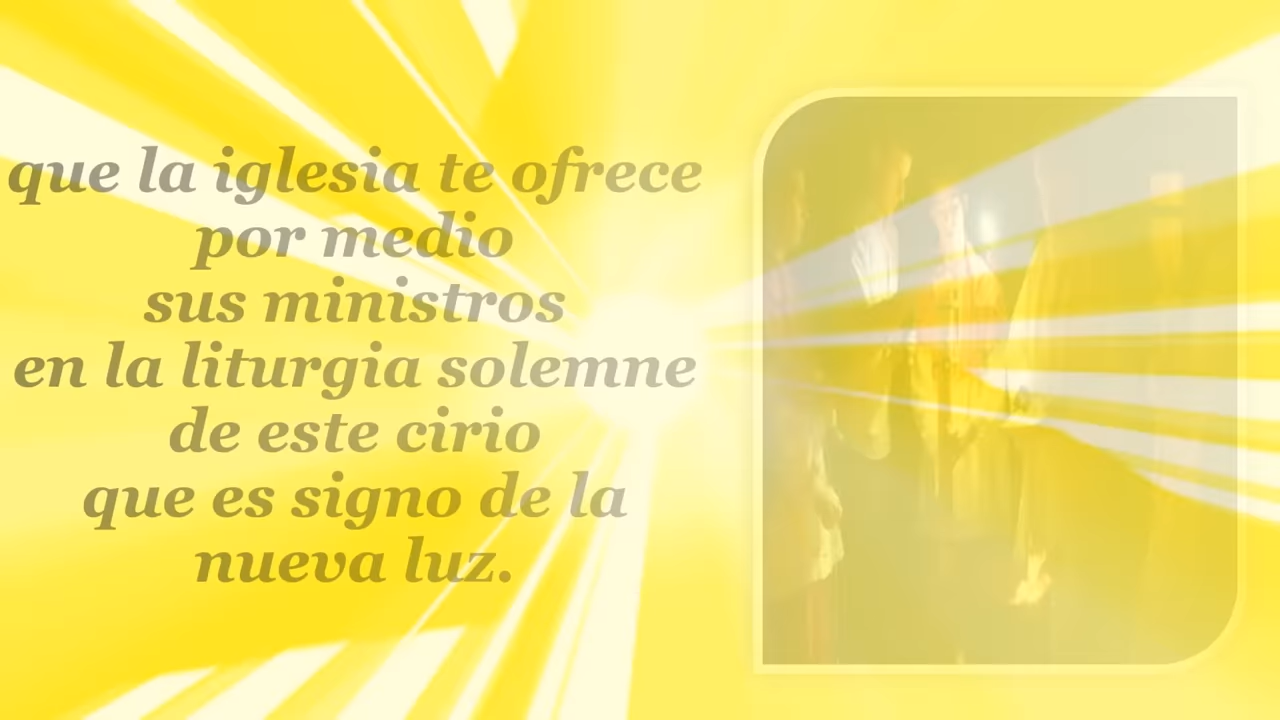 que la iglesia te ofrece
por medio
sus ministros
en la liturgia solemne
de este cirio
que es signo de la
nueva luz.